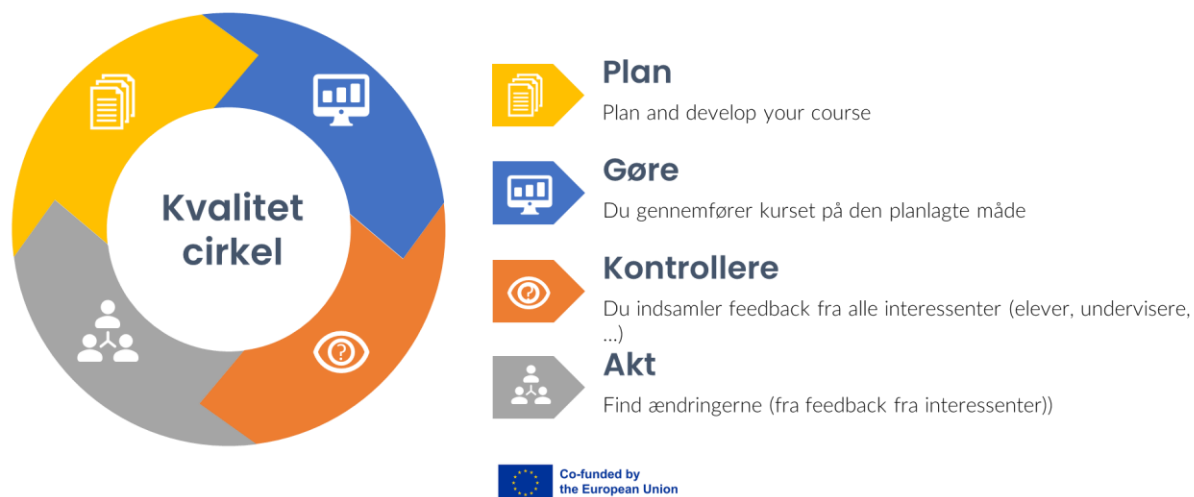 Kvalitet
cirkel
Plan
Plan and develop your course
Gøre
Du gennemfører kurset på den planlagte måde
Kontrollere
Du indsamler feedback fra alle interessenter (elever, undervisere,
...)
Akt
Find ændringerne (fra feedback fra interessenter))
Co-funded by
the European Union